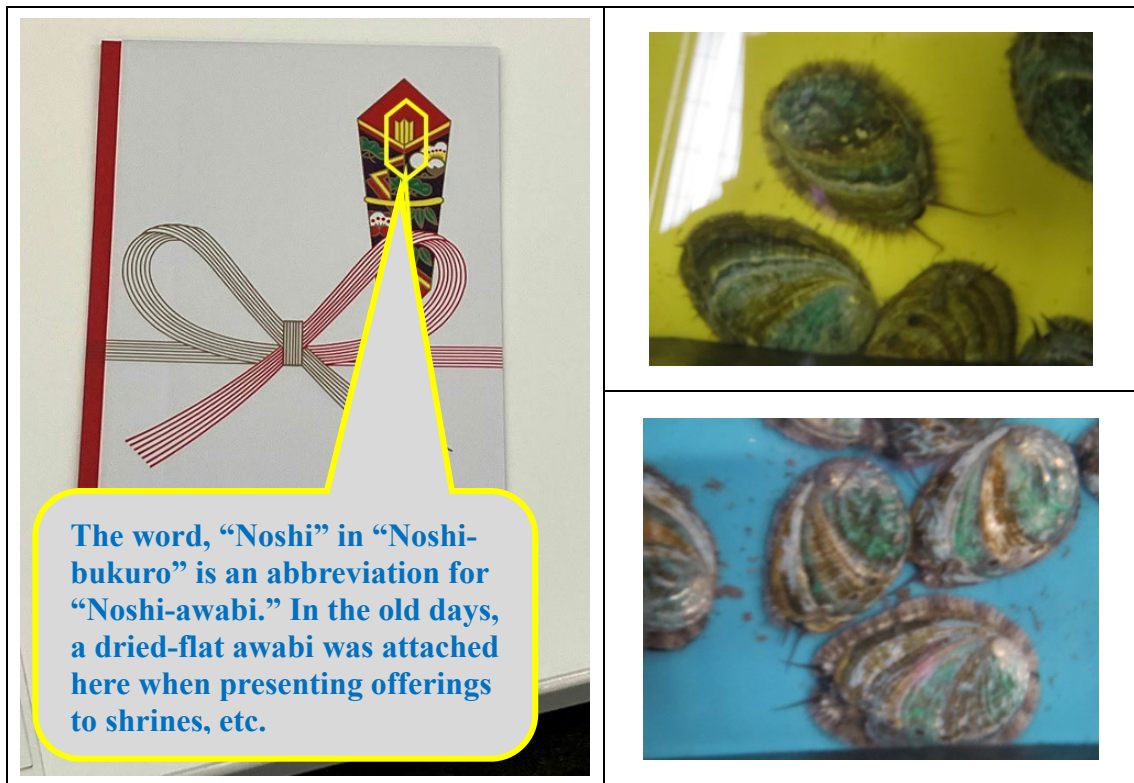 The word, “Noshi” in “Noshi-
bukuro” is an abbreviation for
“Noshi-awabi.” In the old days,
a dried-flat awabi was attached
here when presenting offerings
to shrines, etc.